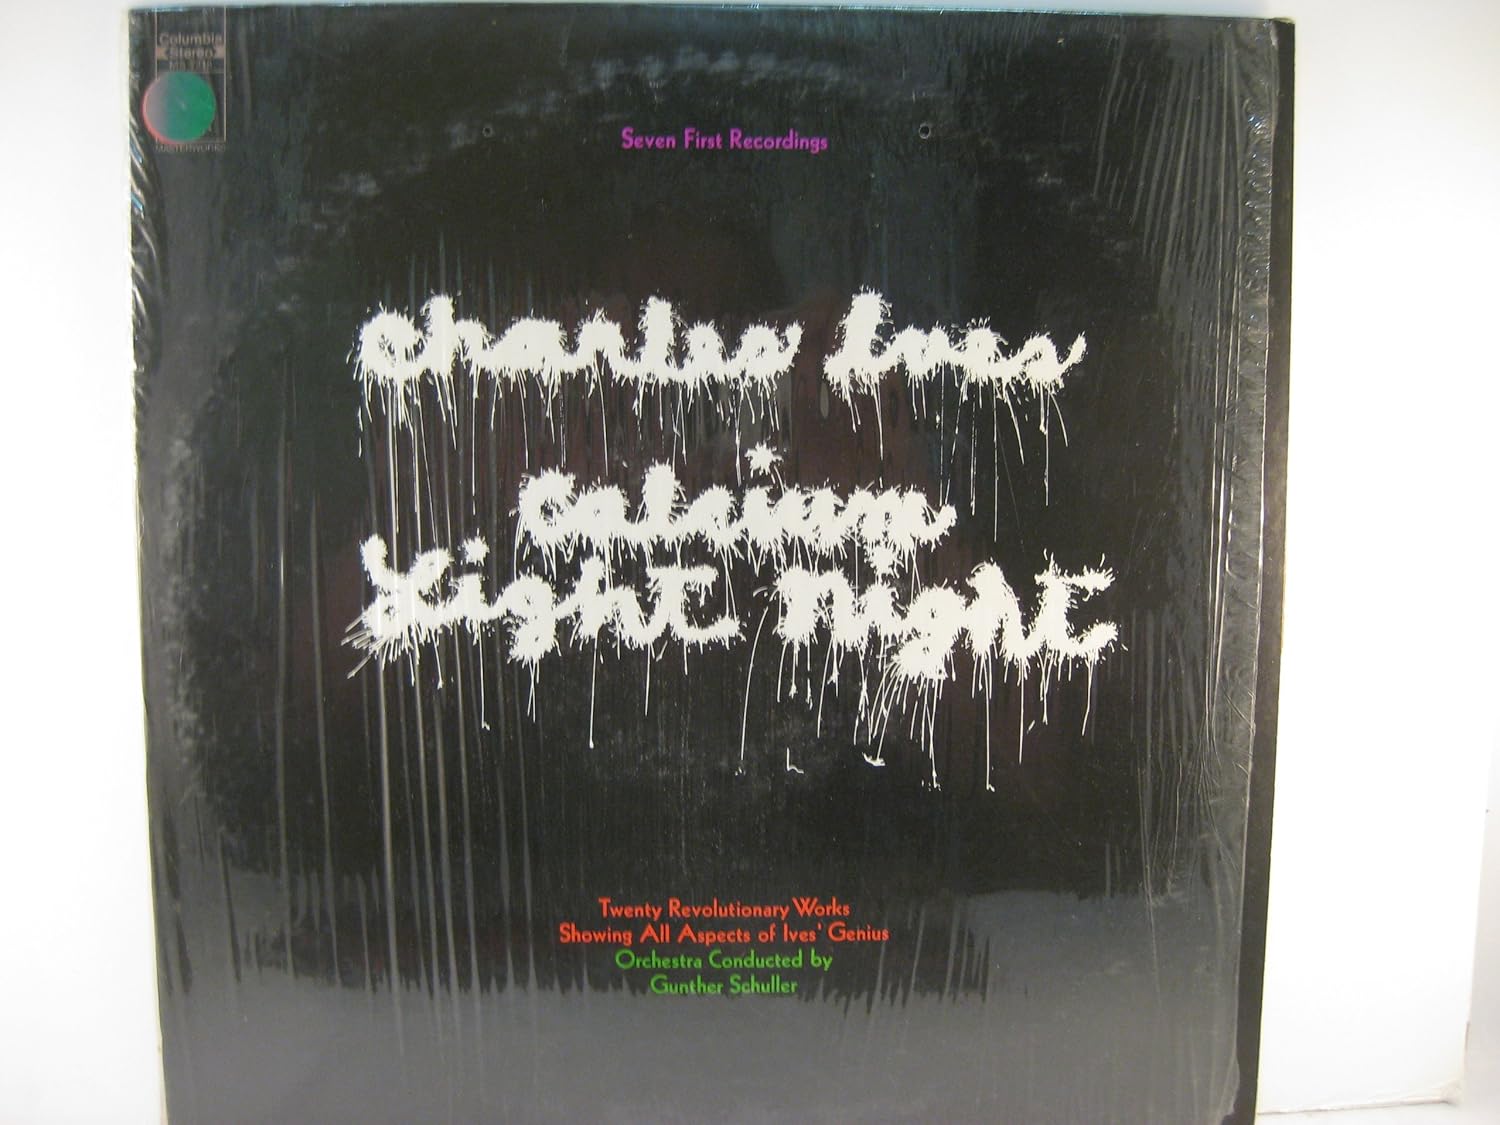 Columbia
Stereo
MASTERWORKS
Seven First Recordings
Charles Ives
Calcium
Light Night
Twenty Revolutionary Works
Showing All Aspects of Ives' Genius
Orchestra Conducted by
Gunther Schuller